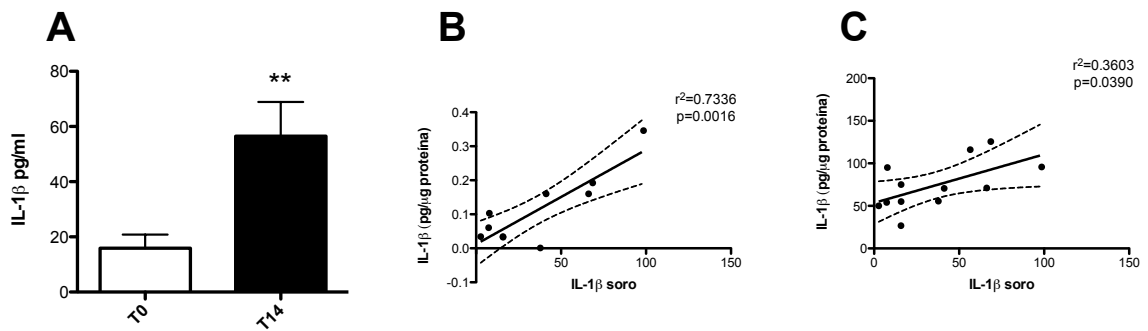 A
IL-1β pg/ml
80
60
40
20
0
**
T0
T14
B
r²=0.7336
p=0.0016
IL-1β (pg/μg proteína)
0.4
0.3
0.2
0.1
0.0
-0.1
50
100
150
IL-1β soro
C
r²=0.3603
p=0.0390
IL-1β (pg/μg proteína)
200
150
100
50
0
0
50
100
150
IL-1β soro